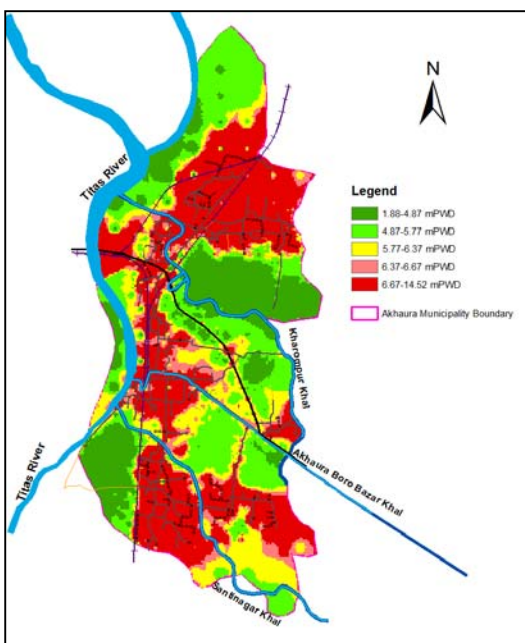 N
Titas River
Legend
1.88-4.87 mPWD
4.87-5.77 mPWD
5.77-6.37 mPWD
6.37-6.67 mPWD
6.67-14.52 mPWD
Akhaura Municipality Boundary
Kharompur Khal
Titas River
Akhaura Boro Bazar Khal
Santinagar Khal